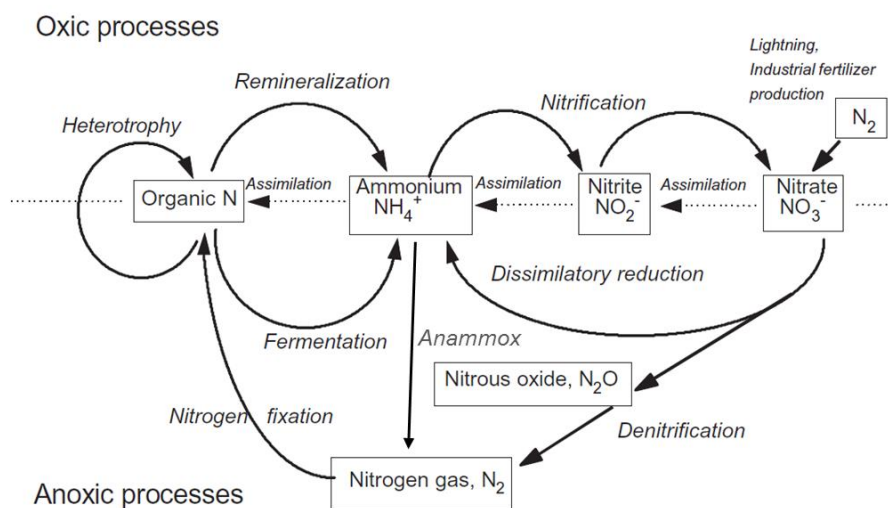 Oxic processes
Lightning,
Industrial fertilizer
production
N₂
Remineralization
Nitrification
Heterotrophy
Organic N
Assimilation
Ammonium
NH₄⁺
Assimilation
Nitrite
NO₂⁻
Assimilation
Nitrate
NO₃⁻
Dissimilatory reduction
Fermentation
Anammox
Nitrous oxide, N₂O
Nitrogen fixation
Denitrification
Nitrogen gas, N₂
Anoxic processes